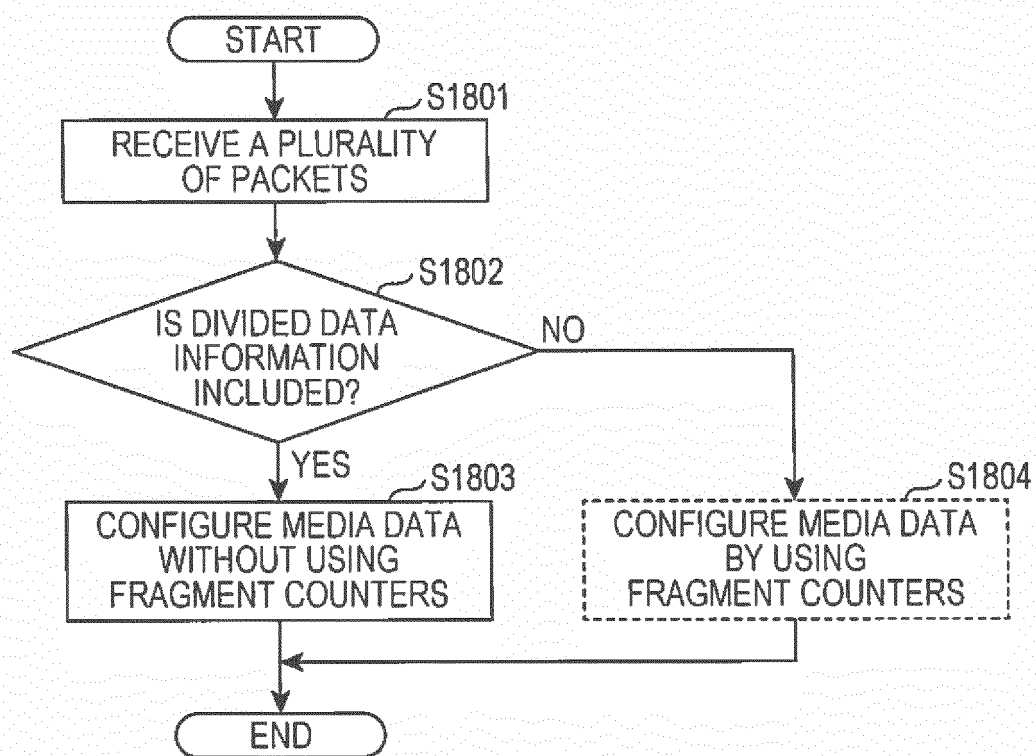 START
S1801
RECEIVE A PLURALITY
OF PACKETS
S1802
IS DIVIDED DATA
INFORMATION
INCLUDED?
NO
YES
S1803
CONFIGURE MEDIA DATA
WITHOUT USING
FRAGMENT COUNTERS
S1804
CONFIGURE MEDIA DATA
BY USING
FRAGMENT COUNTERS
END